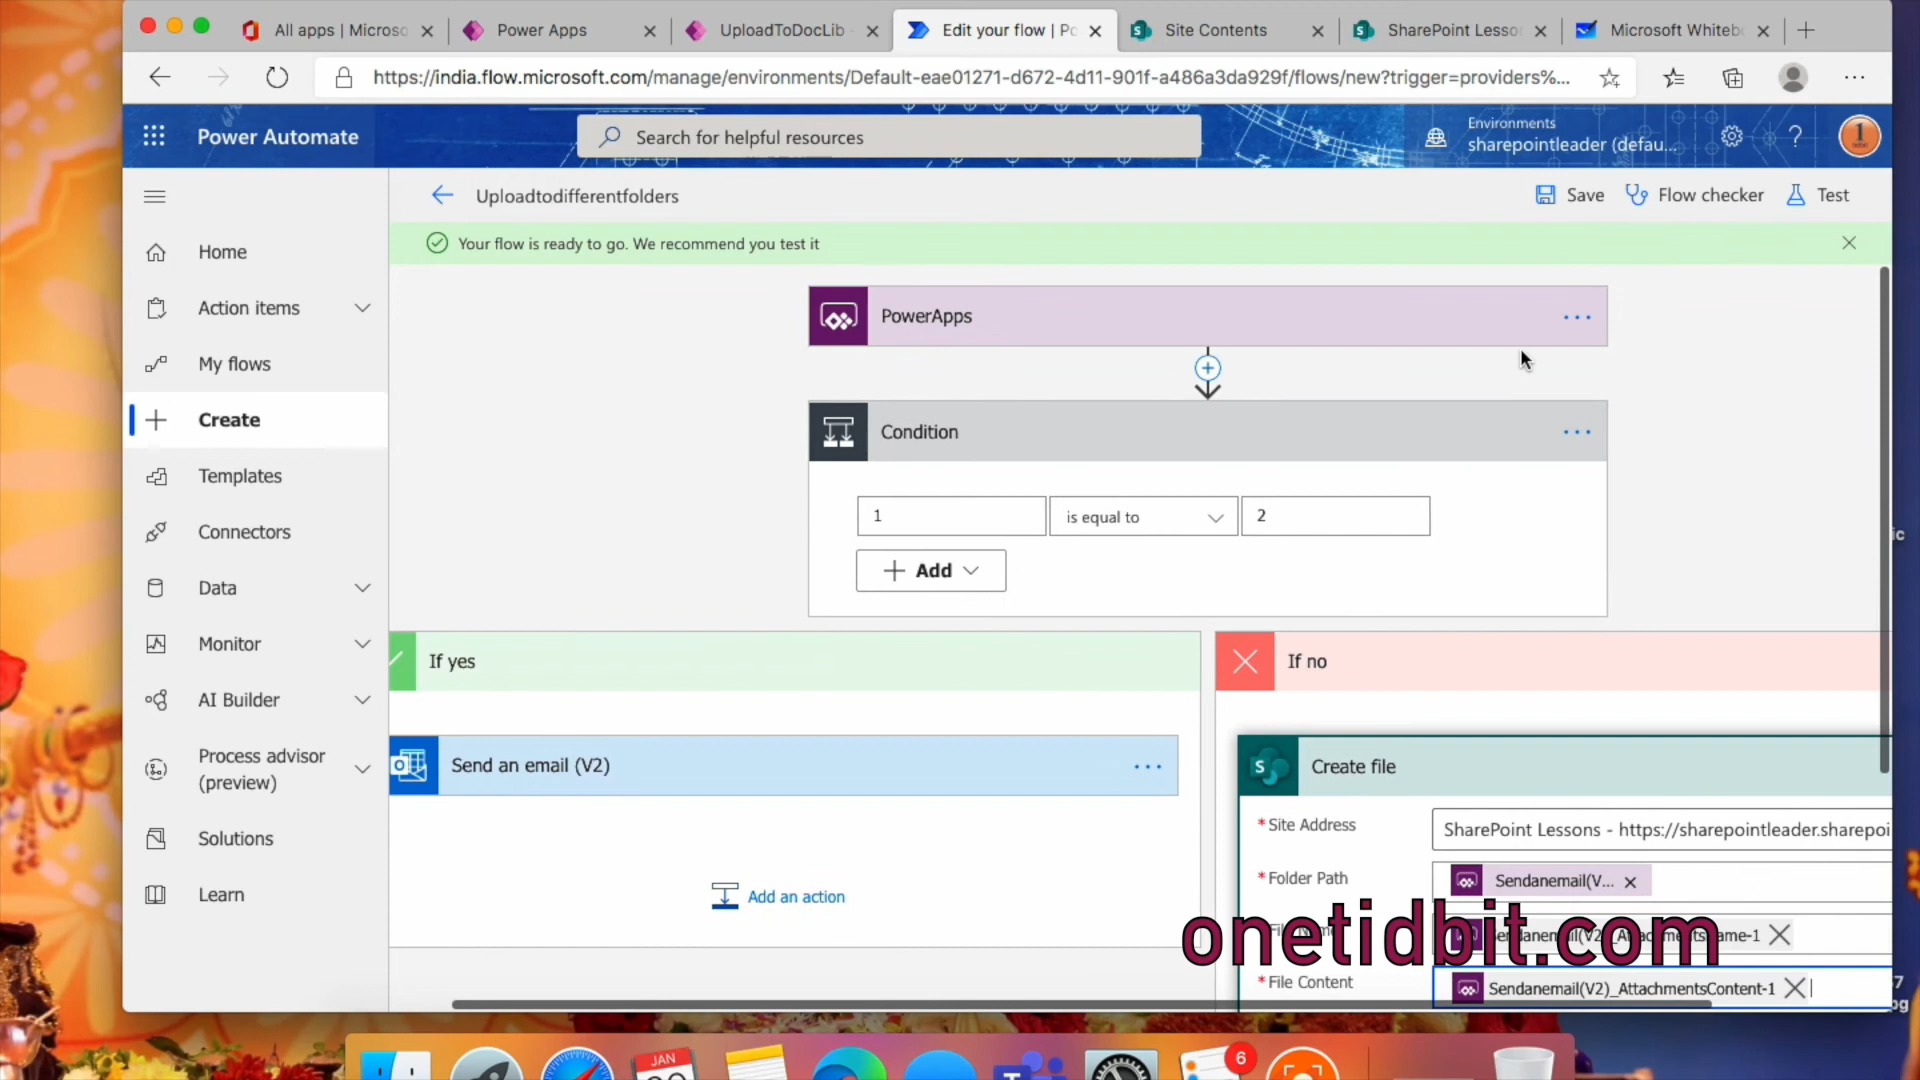 All apps | Microso
Power Apps
UploadToDocLib -
Edit your flow | Po
Site Contents
SharePoint Lesso
Microsoft Whiteb
https://india.flow.microsoft.com/manage/environments/Default-eae01271-d672-4d11-901f-a486a3da929f/flows/new?trigger=providers%...
Power Automate
Search for helpful resources
Environments
sharepointleader (defau...
Uploadtodifferentfolders
Save
Flow checker
Test
Your flow is ready to go. We recommend you test it
Home
Action items
My flows
Create
Templates
Connectors
Data
Monitor
AI Builder
Process advisor
(preview)
Solutions
Learn
PowerApps
Condition
1
is equal to
2
Add
If yes
If no
Send an email (V2)
Add an action
Create file
*Site Address
SharePoint Lessons - https://sharepointleader.sharepoi
*Folder Path
Sendanemail(V...
onetidbit.com
*File Content
Sendanemail(V2)_AttachmentsContent-1
JAN
6